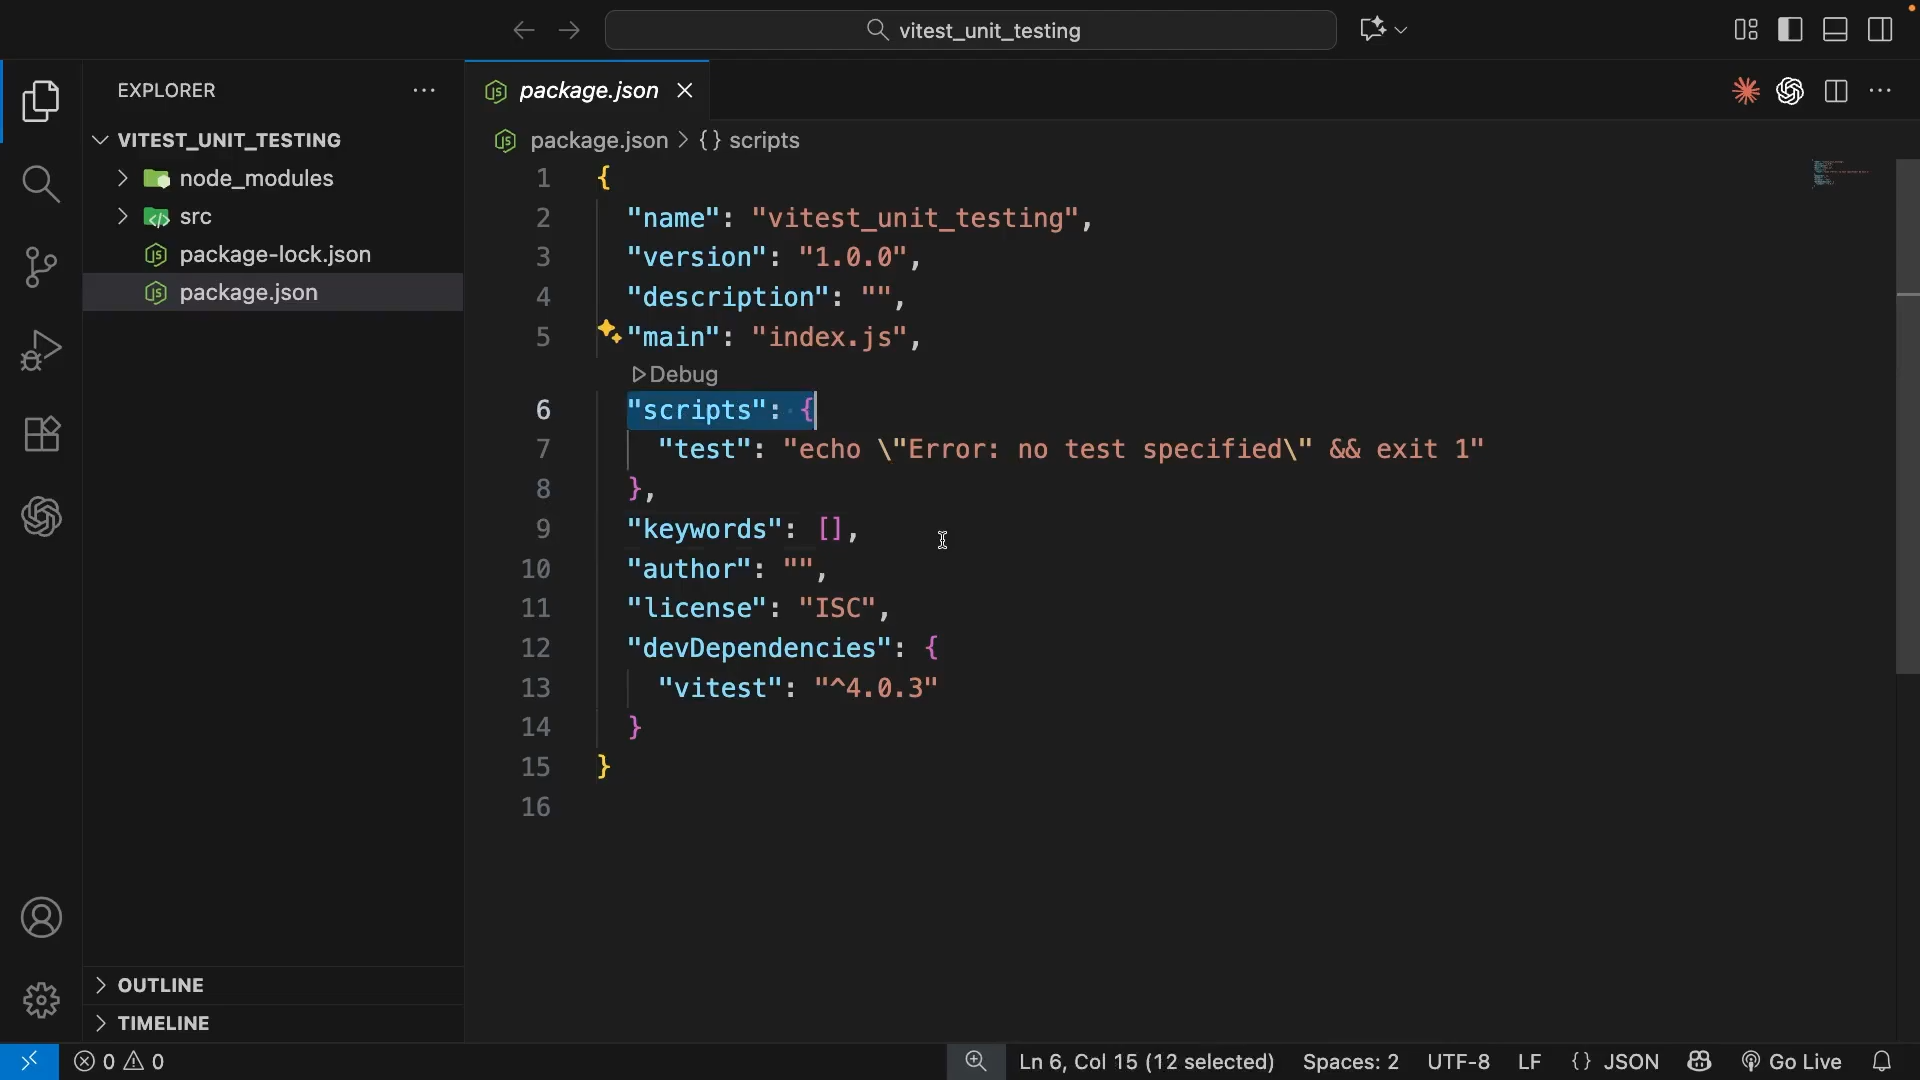 vitest_unit_testing
EXPLORER
VITEST_UNIT_TESTING
node_modules
src
package-lock.json
package.json
OUTLINE
TIMELINE
package.json
package.json > {} scripts
1 {
2 "name": "vitest_unit_testing",
3 "version": "1.0.0",
4 "description": "",
5 "main": "index.js",
Debug
6 "scripts": {
7 "test": "echo \"Error: no test specified\" && exit 1"
8 },
9 "keywords": [],
10 "author": "",
11 "license": "ISC",
12 "devDependencies": {
13 "vitest": "^4.0.3"
14 }
15 }
16
0 0 Ln 6, Col 15 (12 selected) Spaces: 2 UTF-8 LF {} JSON Go Live